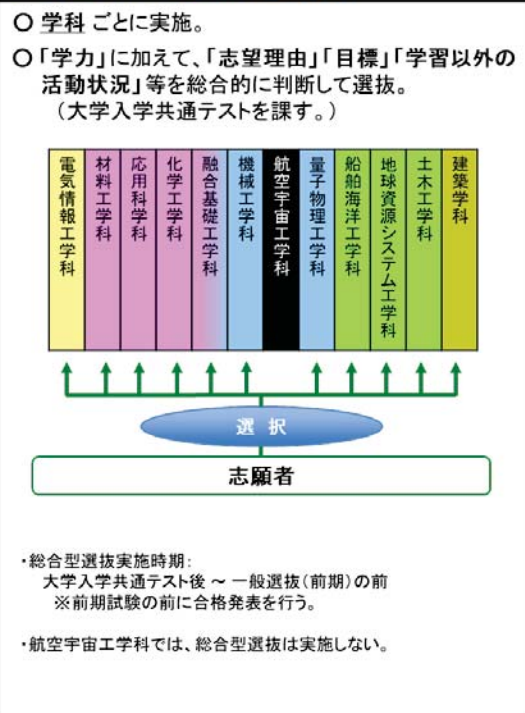 ○ 学科 ごとに実施。
○「学力」に加えて、「志望理由」「目標」「学習以外の
活動状況」等を総合的に判断して選抜。
（大学入学共通テストを課す。）
電気情報工学科
材料工学科
応用科学科
化学工学科
融合基礎工学科
機械工学科
航空宇宙工学科
量子物理工学科
船舶海洋工学科
地球資源システム工学科
土木工学科
建築学科
選 択
志願者
・総合型選抜実施時期：
大学入学共通テスト後 ～ 一般選抜（前期）の前
※前期試験の前に合格発表を行う。
・航空宇宙工学科では、総合型選抜は実施しない。